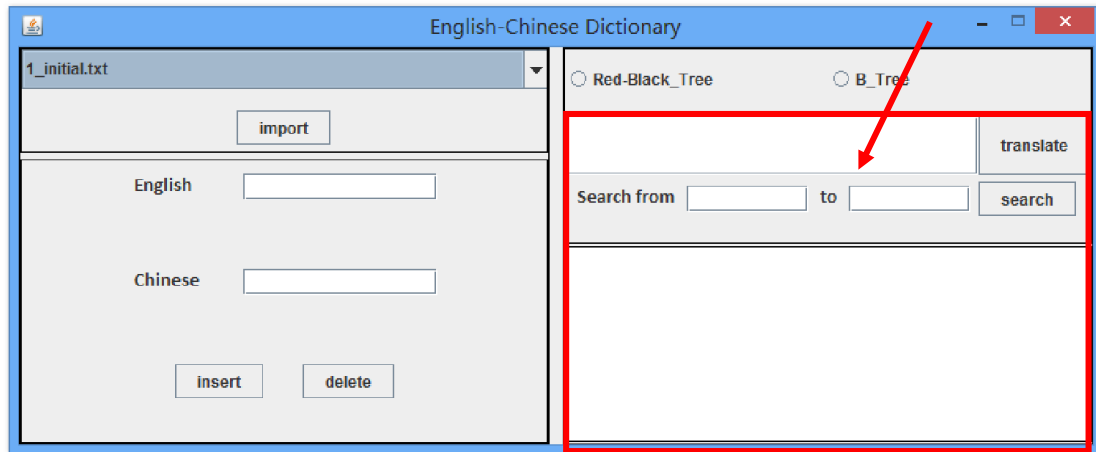 English-Chinese Dictionary
1_initial.txt
import
English
Chinese
insert delete
Red-Black_Tree B_Tree
translate
Search from to search